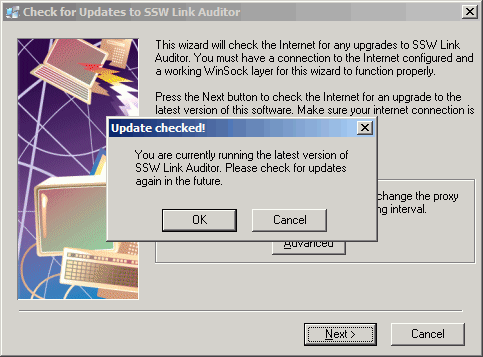 Check for Updates to SSW Link Auditor
This wizard will check the Internet for any upgrades to SSW Link
Auditor. You must have a connection to the Internet configured and
a working WinSock layer for this wizard to function properly.
Press the Next button to check the Internet for an upgrade to the
latest version of this software. Make sure your internet connection is
Update checked!
You are currently running the latest version of
SSW Link Auditor. Please check for updates
again in the future.
OK Cancel
change the proxy
interval.
Advanced
Next > Cancel